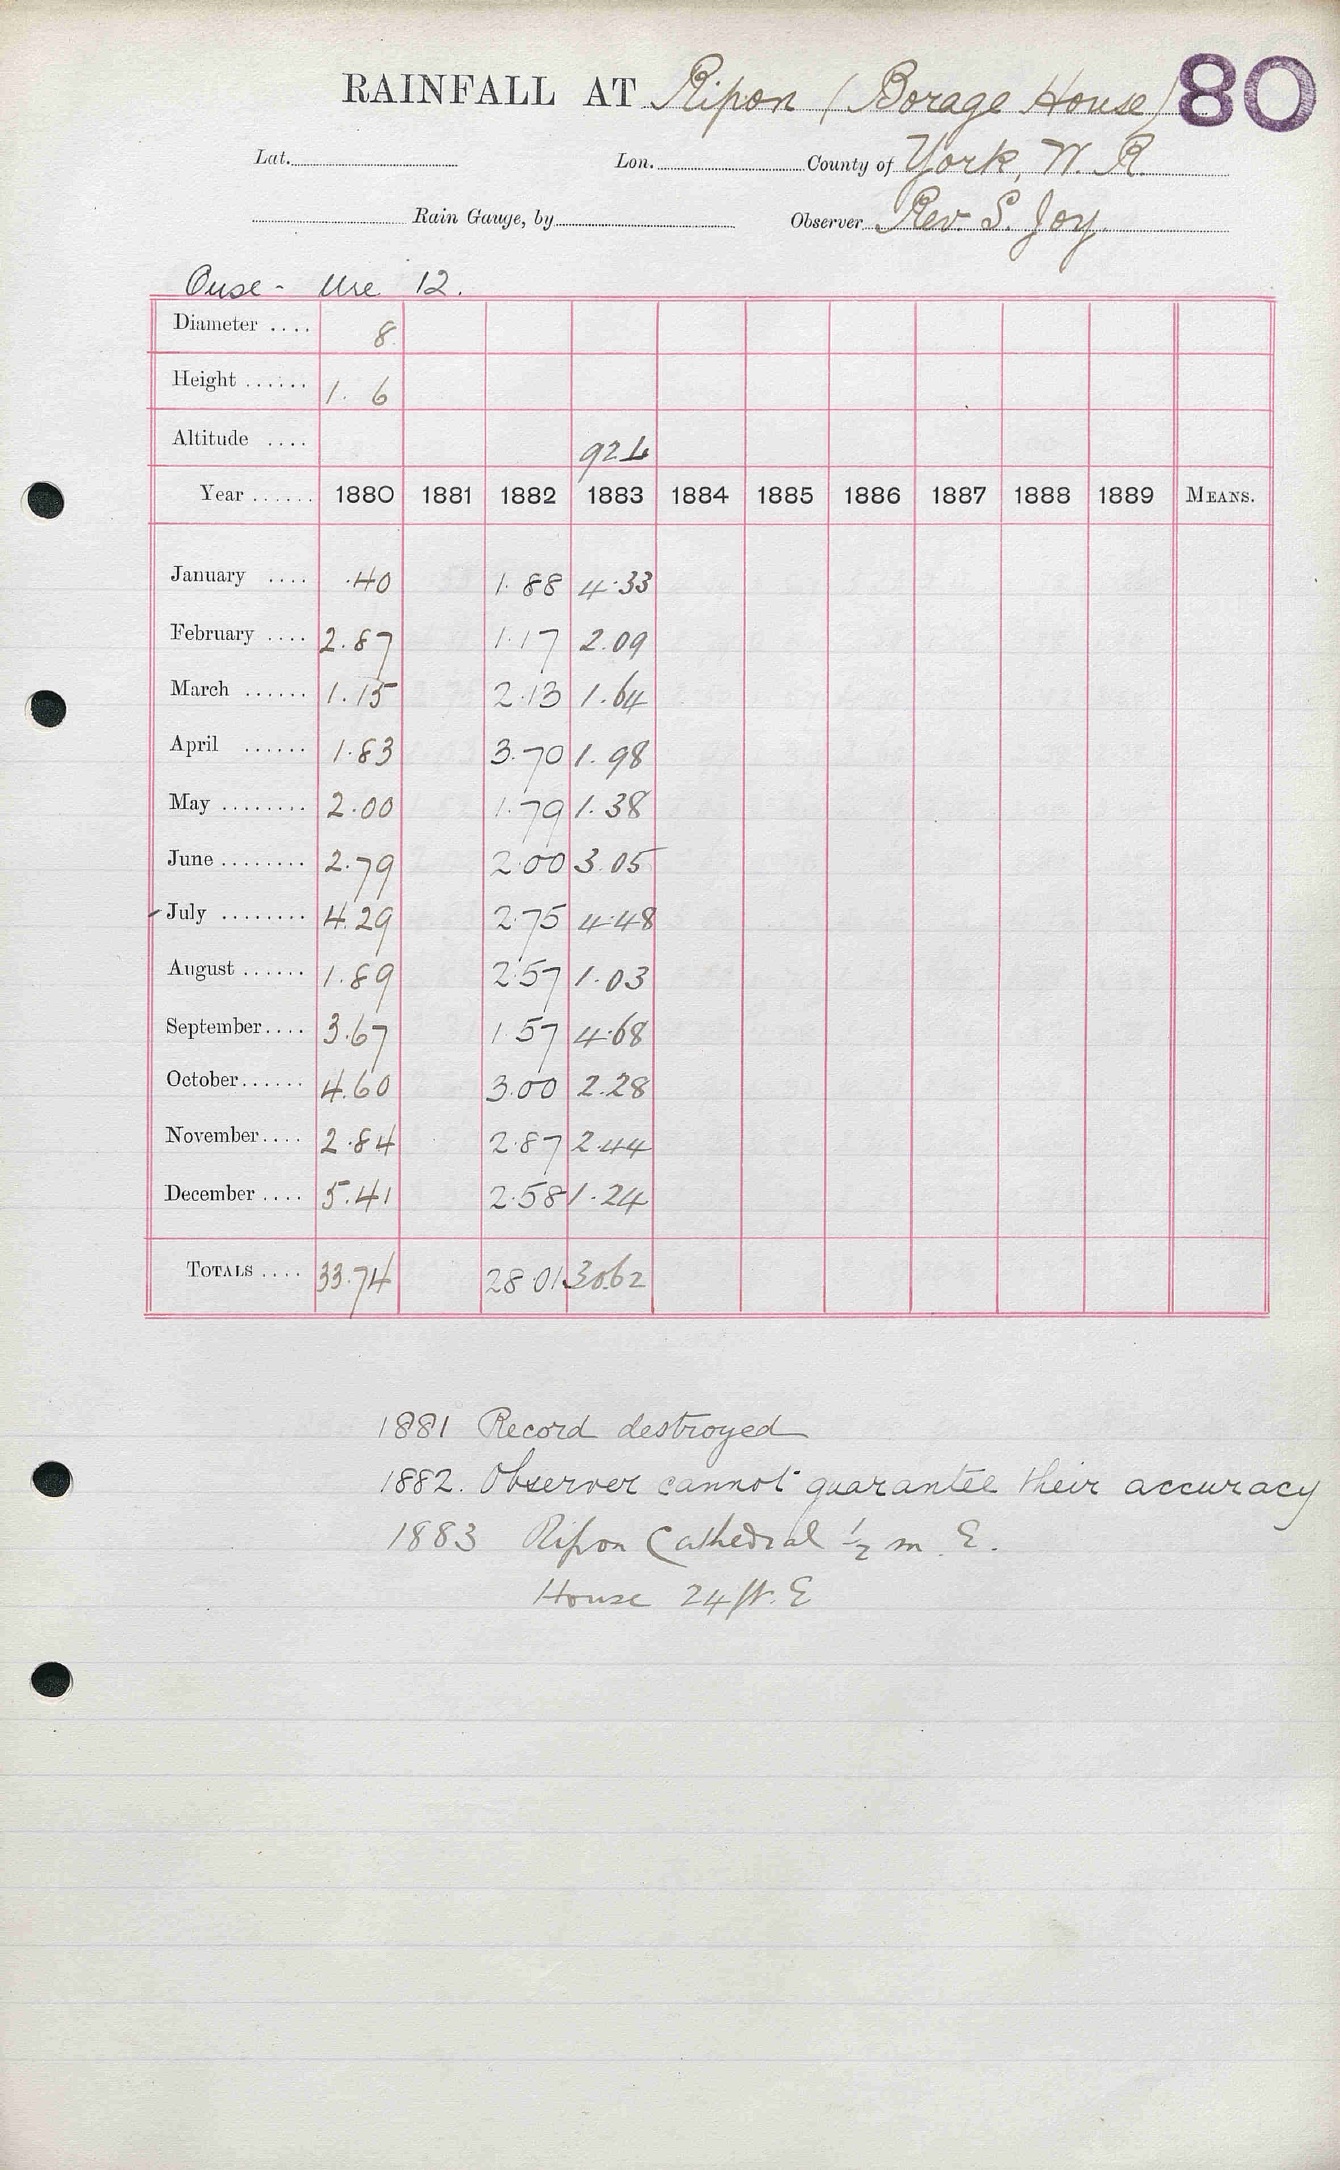 RAINFALL AT Ripon (Borage House) 80
Lat. Lon. County of York, W. R.
Rain Gauge, by Observer Rev. S. Joy.
Ouse - Ure 12.
Diameter .... 8
Height ...... 1. 6
Altitude ....
Year ...... 1880 1881 1882 1883 1884 1885 1886 1887 1888 1889 MEANS.
January .... .40 1.88 4.33
February .... 2.87 1.17 2.09
March ...... 1.15 2.13 1.64
April ...... 1.83 3.70 1.98
May ........ 2.00 1.79 1.38
June ........ 2.79 2.00 3.05
July ........ 4.29 2.75 4.48
August ...... 1.89 2.57 1.03
September.... 3.67 1.57 4.68
October...... 4.60 3.00 2.28
November.... 2.84 2.87 2.44
December .... 5.41 2.58 1.24
TOTALS .... 33.74 28.01 30.62
1881 Record destroyed
1882. Observer cannot guarantee their accuracy
1883 Ripon Cathedral ½ m. E.
House 24 ft. E